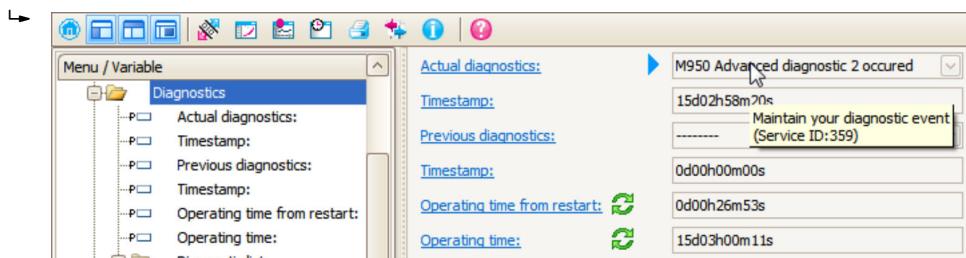 Menu / Variable
Diagnostics
Actual diagnostics:
Timestamp:
Previous diagnostics:
Timestamp:
Operating time from restart:
Operating time:
Actual diagnostics:
M950 Advanced diagnostic 2 occured
Timestamp:
15d02h58m20s
Maintain your diagnostic event
(Service ID:359)
Previous diagnostics:
--------
Timestamp:
0d00h00m00s
Operating time from restart:
0d00h26m53s
Operating time:
15d03h00m11s